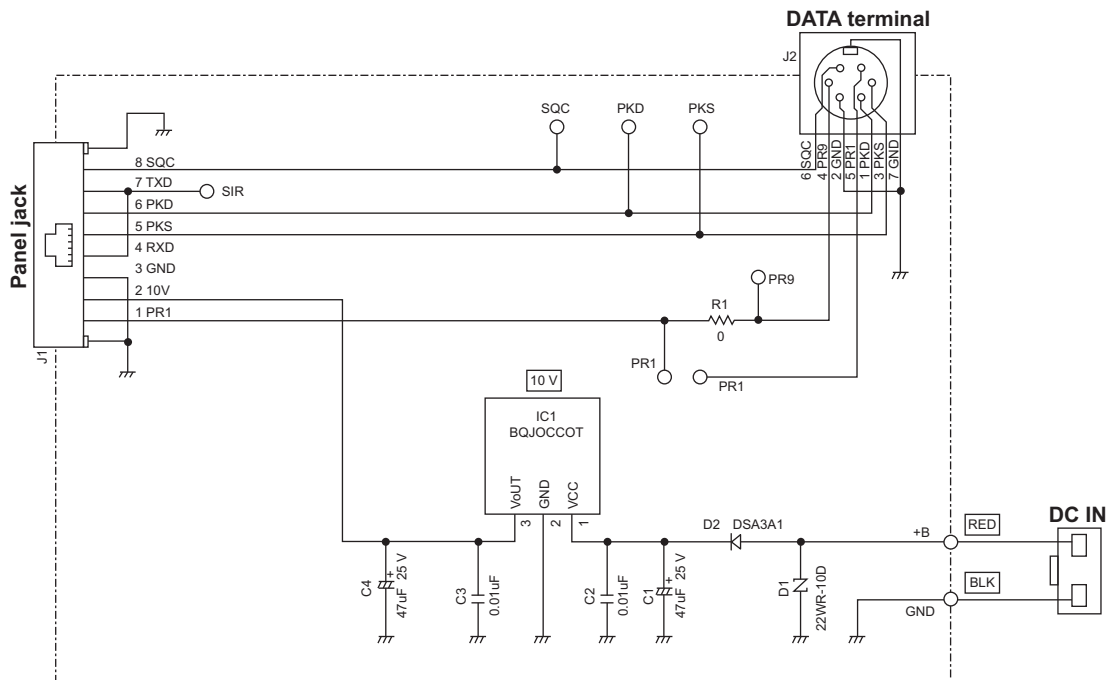 DATA terminal
J2
SQC
PKD
PKS
6 SQC
4 PR9
2 GND
5 PR1
1 PKD
3 PKS
7 GND
Panel jack
8 SQC
7 TXD
SIR
6 PKD
5 PKS
4 RXD
3 GND
2 10V
1 PR1
J1
PR9
R1
0
PR1
PR1
10 V
IC1
BQJOCCOT
VoUT
GND
VCC
3
2
1
D2
DSA3A1
+B
RED
DC IN
C4
+
47uF 25 V
C3
0.01uF
C2
0.01uF
C1
+
47uF 25 V
D1
22WR-10D
BLK
GND